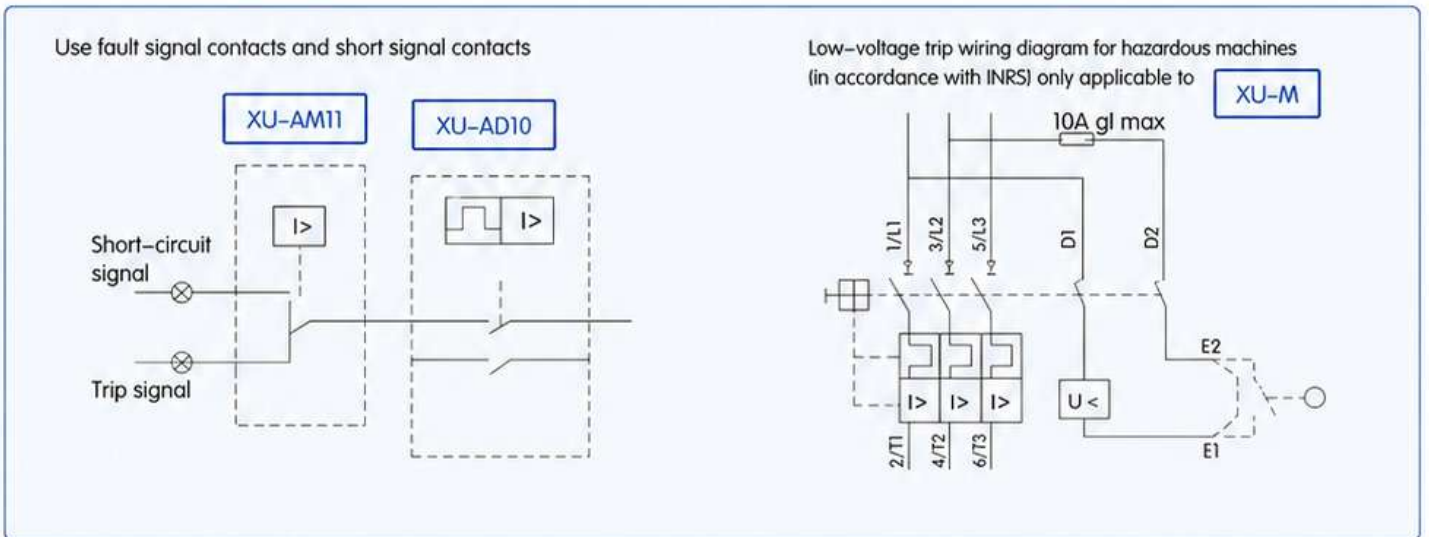 Use fault signal contacts and short signal contacts
XU-AM11
XU-AD10
I>
I>
Short-circuit
signal
Trip signal
Low-voltage trip wiring diagram for hazardous machines
(in accordance with INRS) only applicable to
XU-M
10A gl max
1/L1
3/L2
5/L3
D1
D2
E2
I>
I>
I>
U <
E1
2/T1
4/T2
6/T3